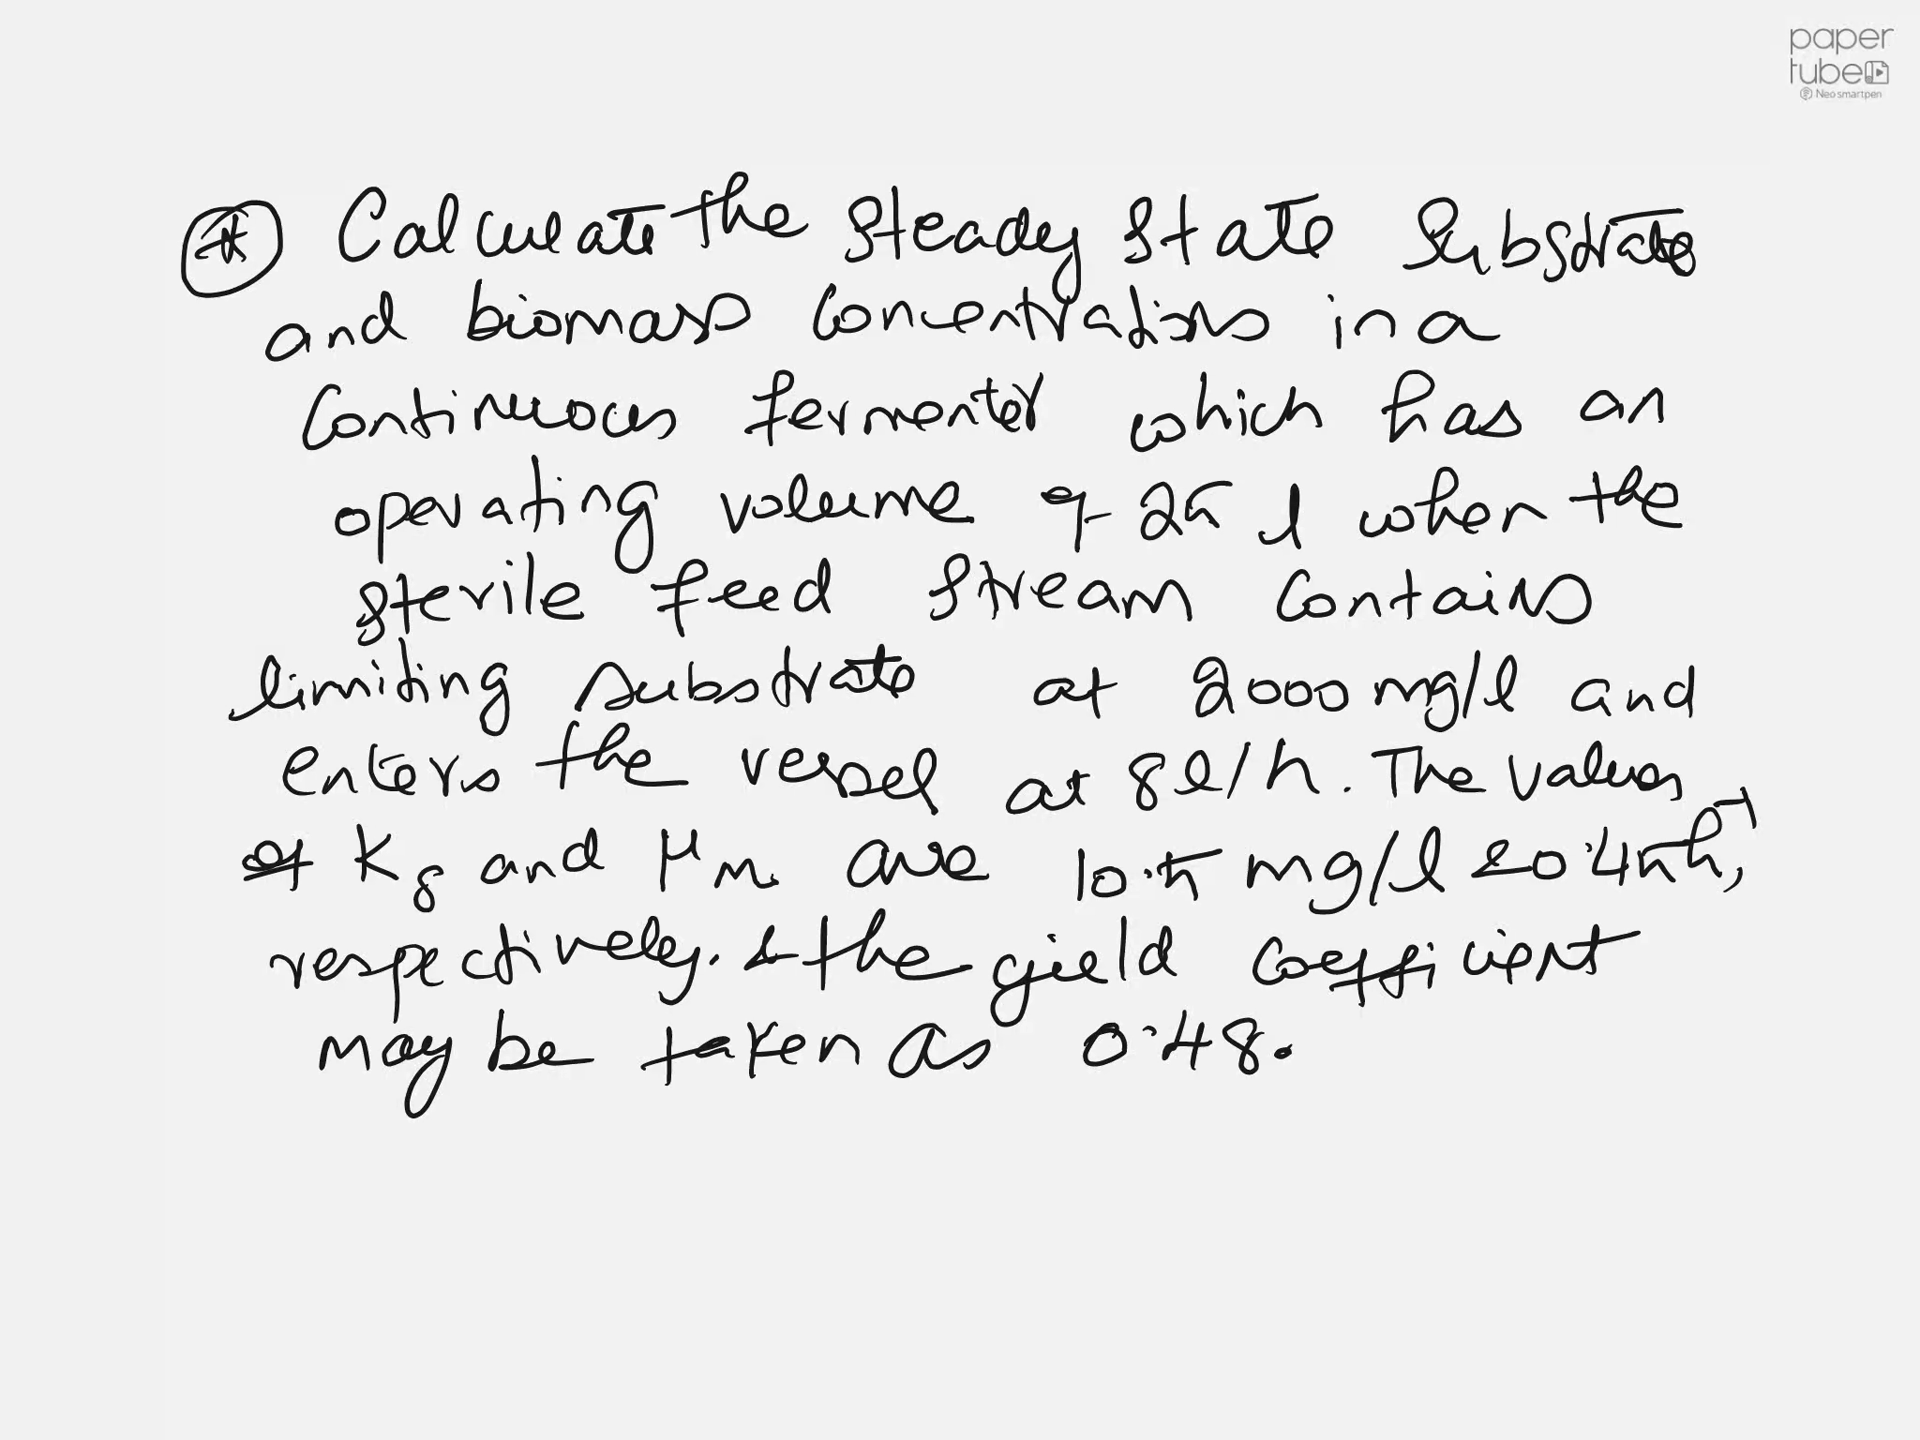 paper
tube
Neo smartpen
* Calculate the steady state substrate
and biomass concentrations in a
continuous fermentor which has an
operating volume of 25 l when the
sterile feed stream contains
limiting substrate at 2000 mg/l and
enters the vessel at 8 l/h. The values
of Ks and μm are 10.5 mg/l & 0.45 h⁻¹,
respectively. & the yield coefficient
may be taken as 0.48.